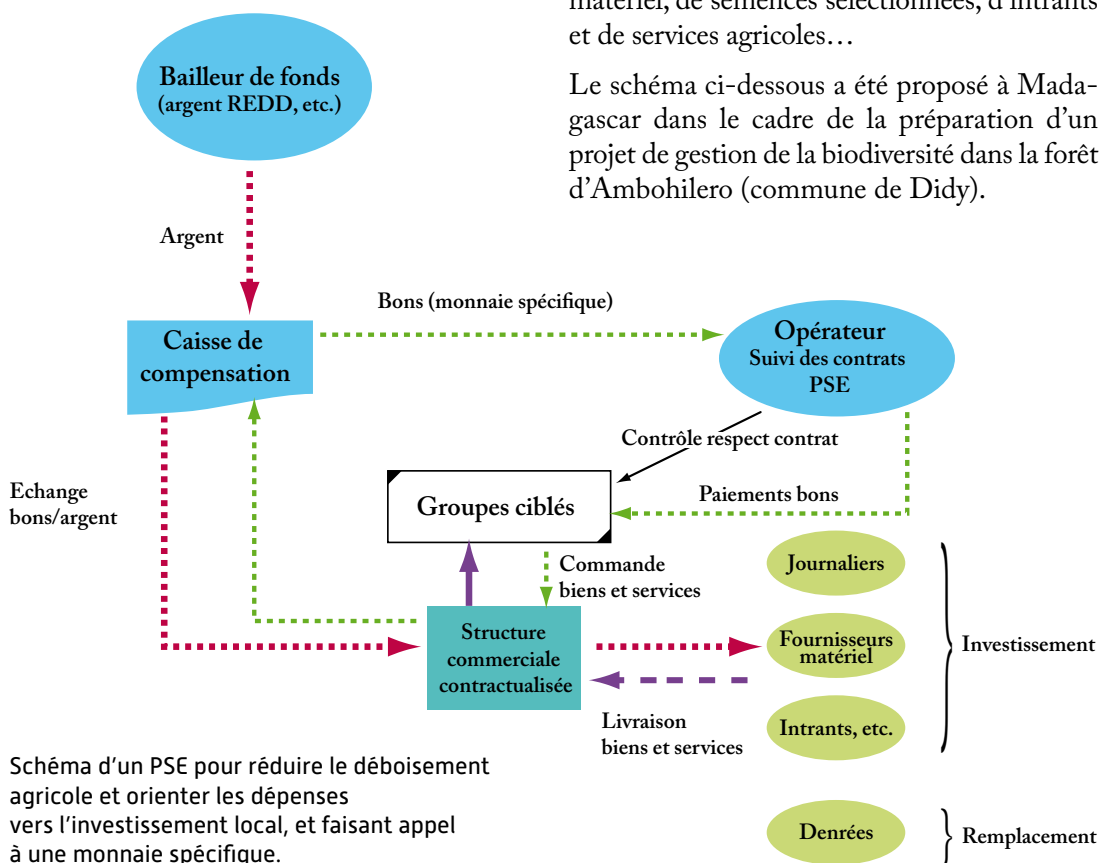 matériel, de semences sélectionnées, d'intrants
et de services agricoles…
Le schéma ci-dessous a été proposé à Mada-
gascar dans le cadre de la préparation d'un
projet de gestion de la biodiversité dans la forêt
d'Ambohilero (commune de Didy).
Bailleur de fonds
(argent REDD, etc.)
Argent
Bons (monnaie spécifique)
Caisse de
compensation
Opérateur
Suivi des contrats
PSE
Contrôle respect contrat
Echange
bons/argent
Groupes ciblés
Paiements bons
Commande
biens et services
Journaliers
Structure
commerciale
contractualisée
Fournisseurs
matériel
Investissement
Livraison
biens et services
Intrants, etc.
Schéma d'un PSE pour réduire le déboisement
agricole et orienter les dépenses
vers l'investissement local, et faisant appel
à une monnaie spécifique.
Denrées
Remplacement